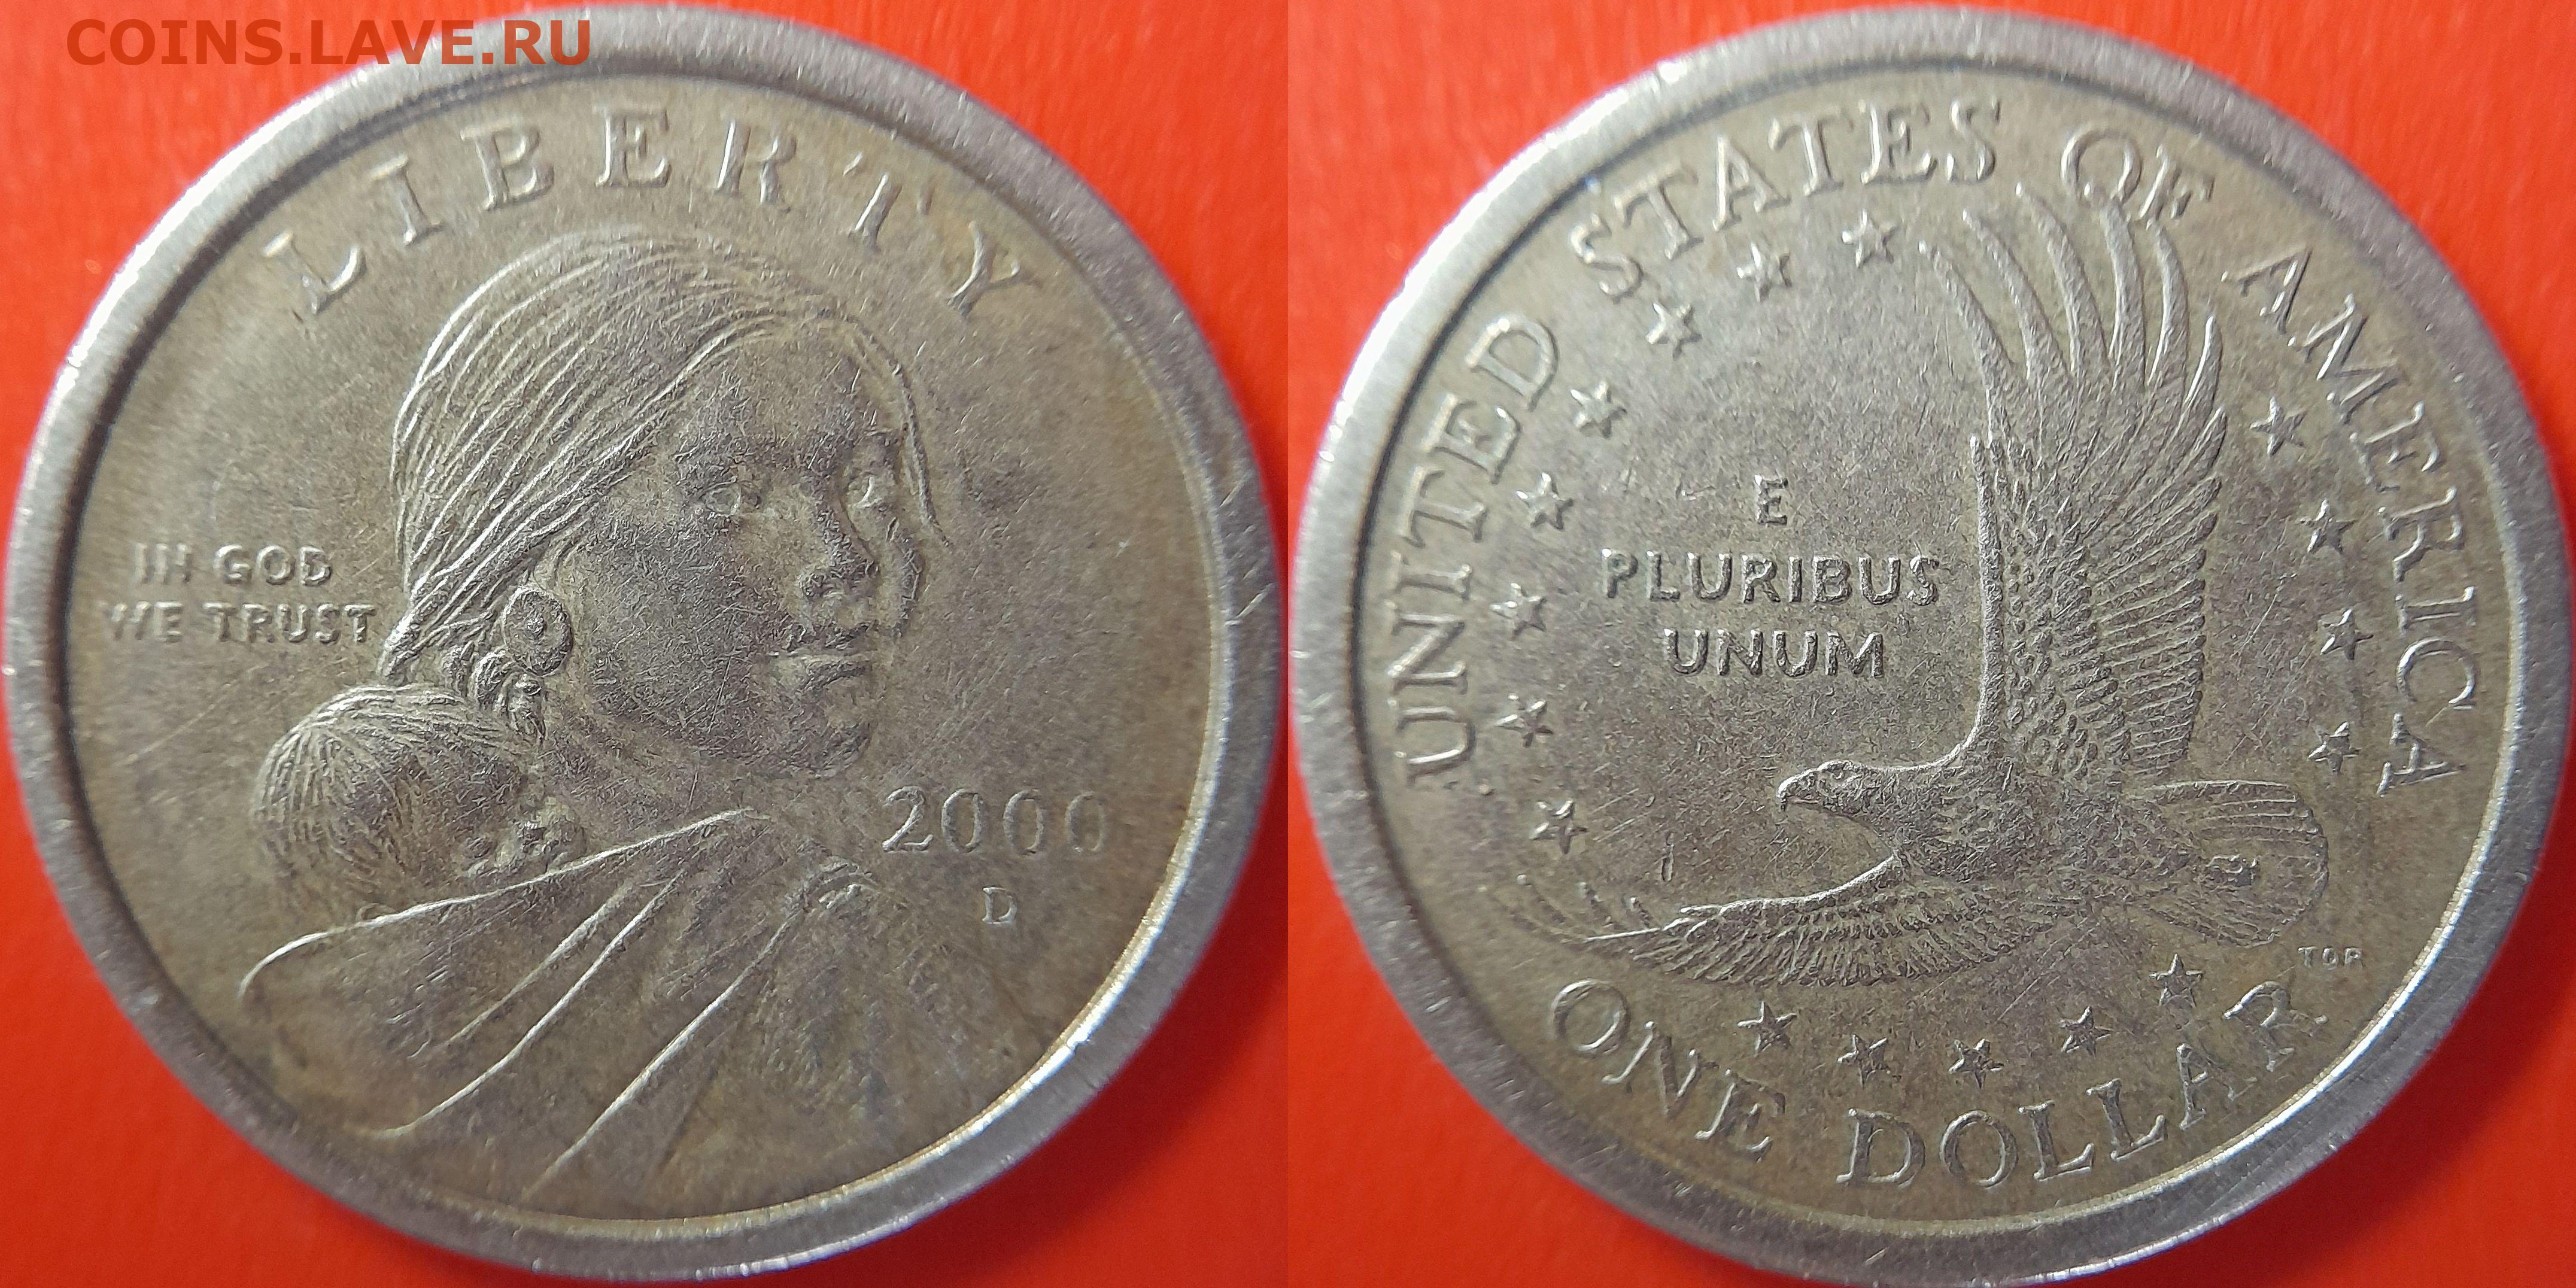 COINS.LAVE.RU
LIBERTY
IN GOD
WE TRUST
2000
D
UNITED STATES OF AMERICA
E
PLURIBUS
UNUM
TOR
ONE DOLLAR